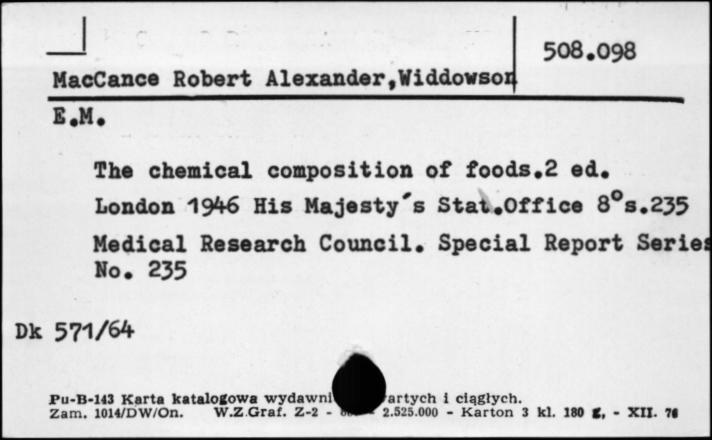 508.098
MacCance Robert Alexander,Widdowson
E.M.
The chemical composition of foods.2 ed.
London 1946 His Majesty´s Stat.Office 8°s.235
Medical Research Council. Special Report Series
No. 235
Dk 571/64
Pu-B-143 Karta katalogowa wydawni artych i ciągłych.
Zam. 1014/DW/On. W.Z.Graf. Z-2 - - 2.525.000 - Karton 3 kl. 180 g, - XII. 76